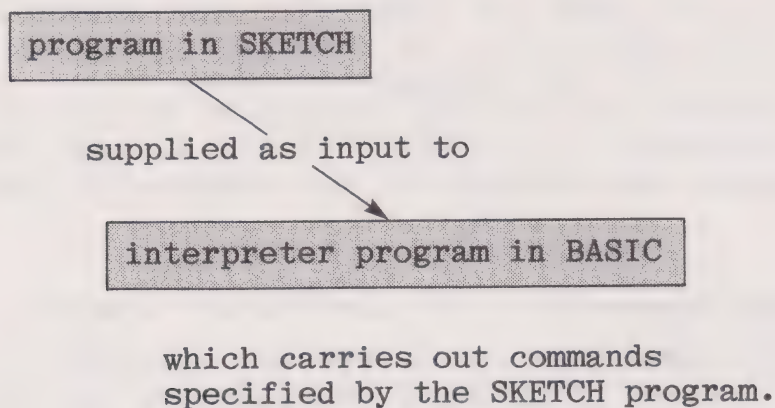 program in SKETCH
supplied as input to
interpreter program in BASIC
which carries out commands
specified by the SKETCH program.